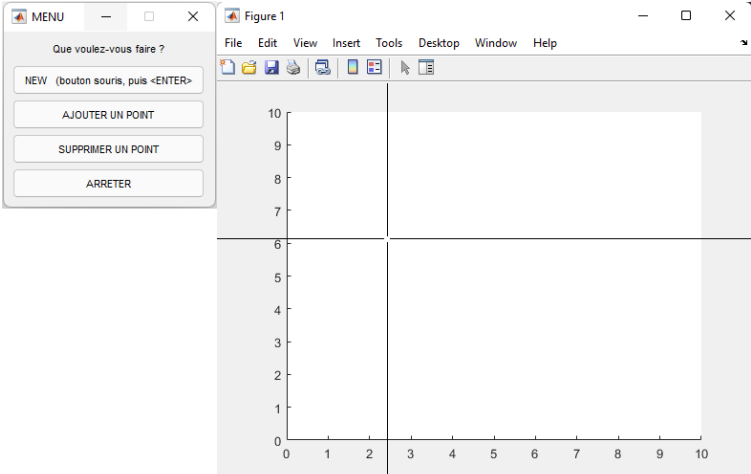 MENU
Que voulez-vous faire ?
NEW (bouton souris, puis <ENTER>
AJOUTER UN POINT
SUPPRIMER UN POINT
ARRETER
Figure 1
File Edit View Insert Tools Desktop Window Help
10
9
8
7
6
5
4
3
2
1
0
0 1 2 3 4 5 6 7 8 9 10